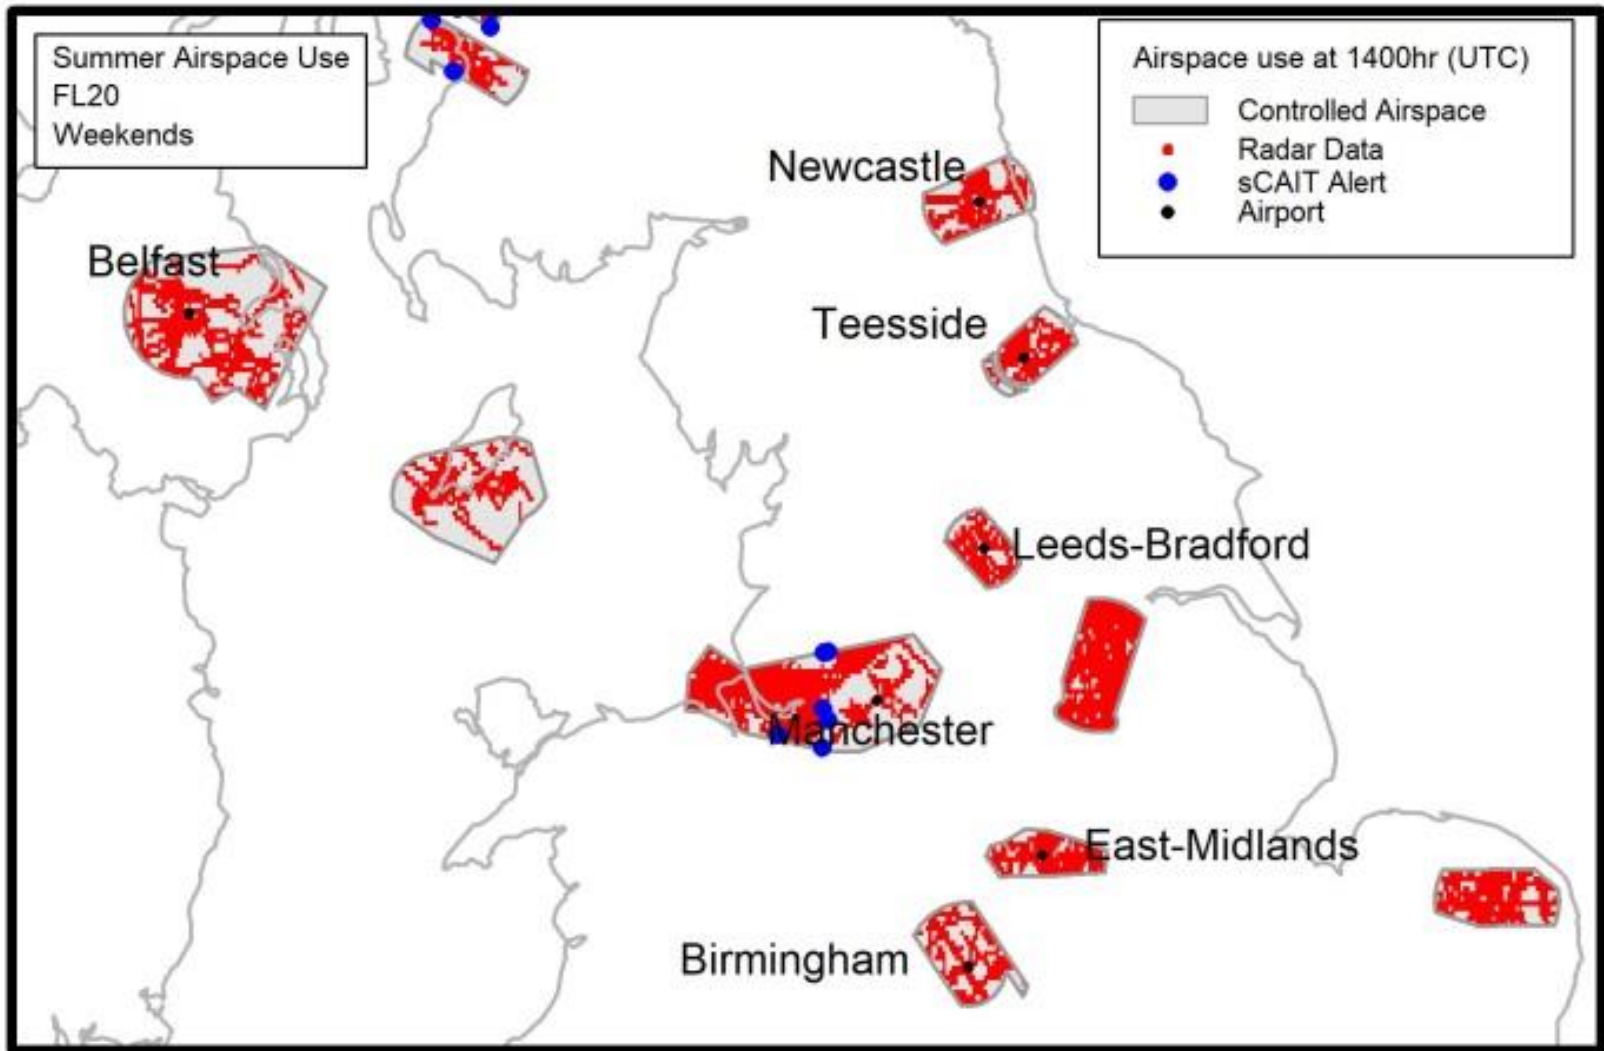 Summer Airspace Use
FL20
Weekends
Airspace use at 1400hr (UTC)
Controlled Airspace
Radar Data
sCAIT Alert
Airport
Newcastle
Belfast
Teesside
Leeds-Bradford
Manchester
East-Midlands
Birmingham